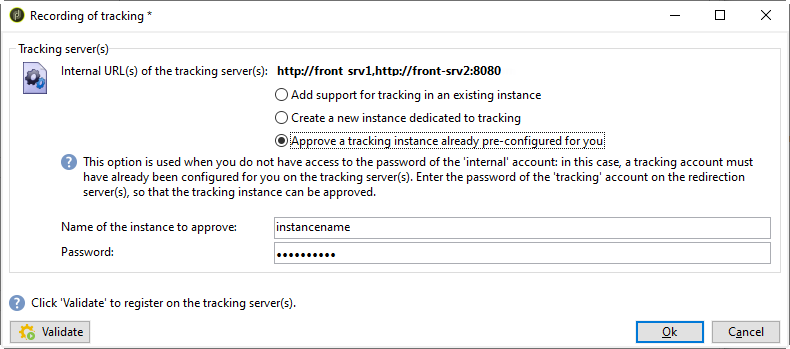 Recording of tracking *
Tracking server(s)
Internal URL(s) of the tracking server(s): http://front srv1,http://front-srv2:8080
Add support for tracking in an existing instance
Create a new instance dedicated to tracking
Approve a tracking instance already pre-configured for you
This option is used when you do not have access to the password of the 'internal' account: in this case, a tracking account must
have already been configured for you on the tracking server(s). Enter the password of the 'tracking' account on the redirection
server(s), so that the tracking instance can be approved.
Name of the instance to approve: instancename
Password: ●●●●●●●●●●
Click 'Validate' to register on the tracking server(s).
Validate Ok Cancel